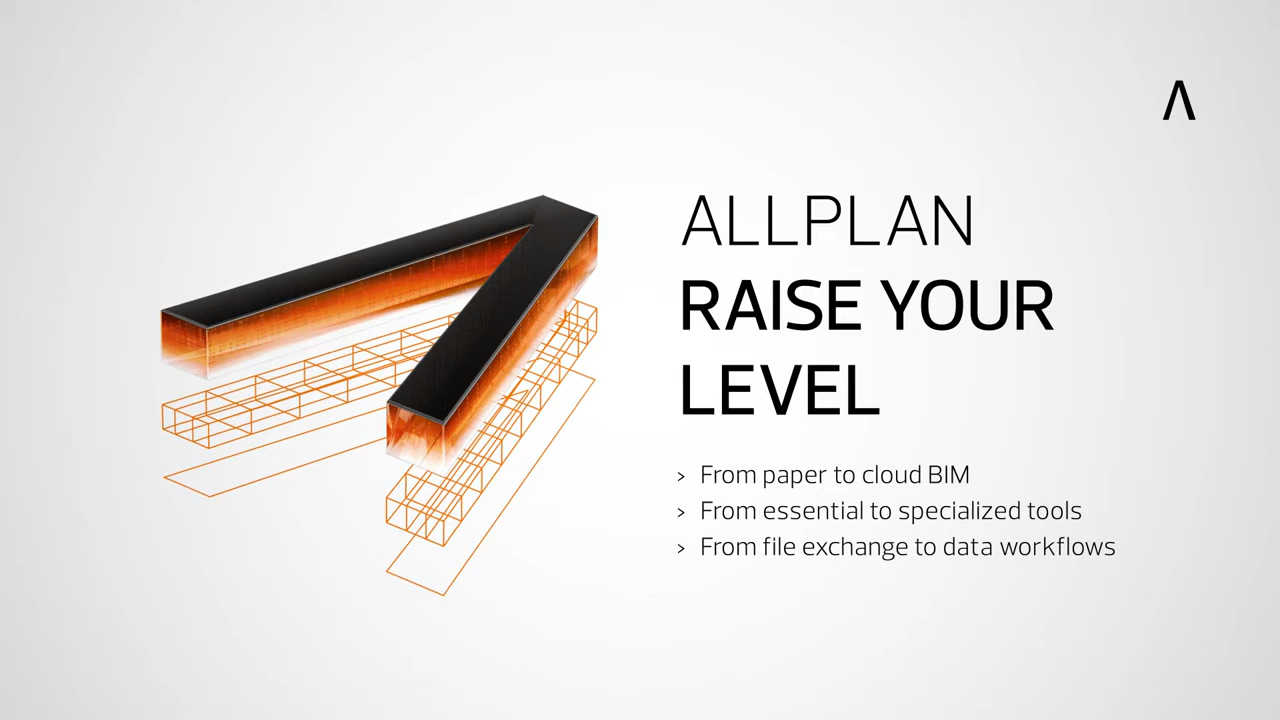 ALLPLAN
RAISE YOUR
LEVEL
> From paper to cloud BIM
> From essential to specialized tools
> From file exchange to data workflows